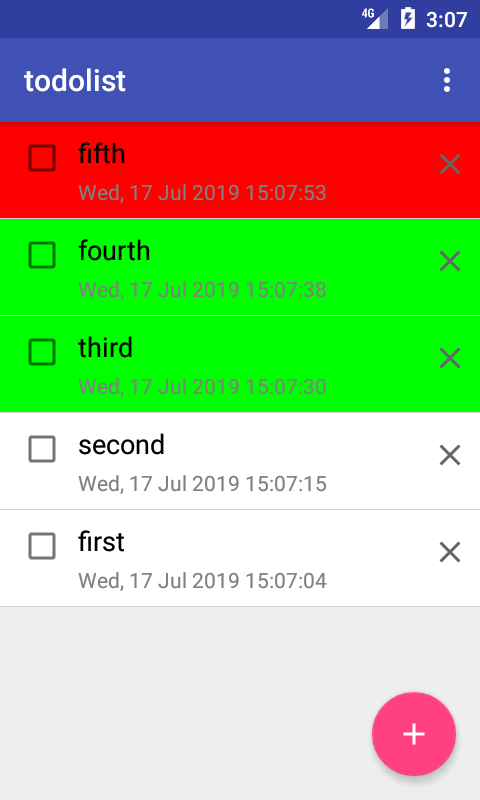 4G 3:07
todolist
fifth
Wed, 17 Jul 2019 15:07:53
fourth
Wed, 17 Jul 2019 15:07:38
third
Wed, 17 Jul 2019 15:07:30
second
Wed, 17 Jul 2019 15:07:15
first
Wed, 17 Jul 2019 15:07:04